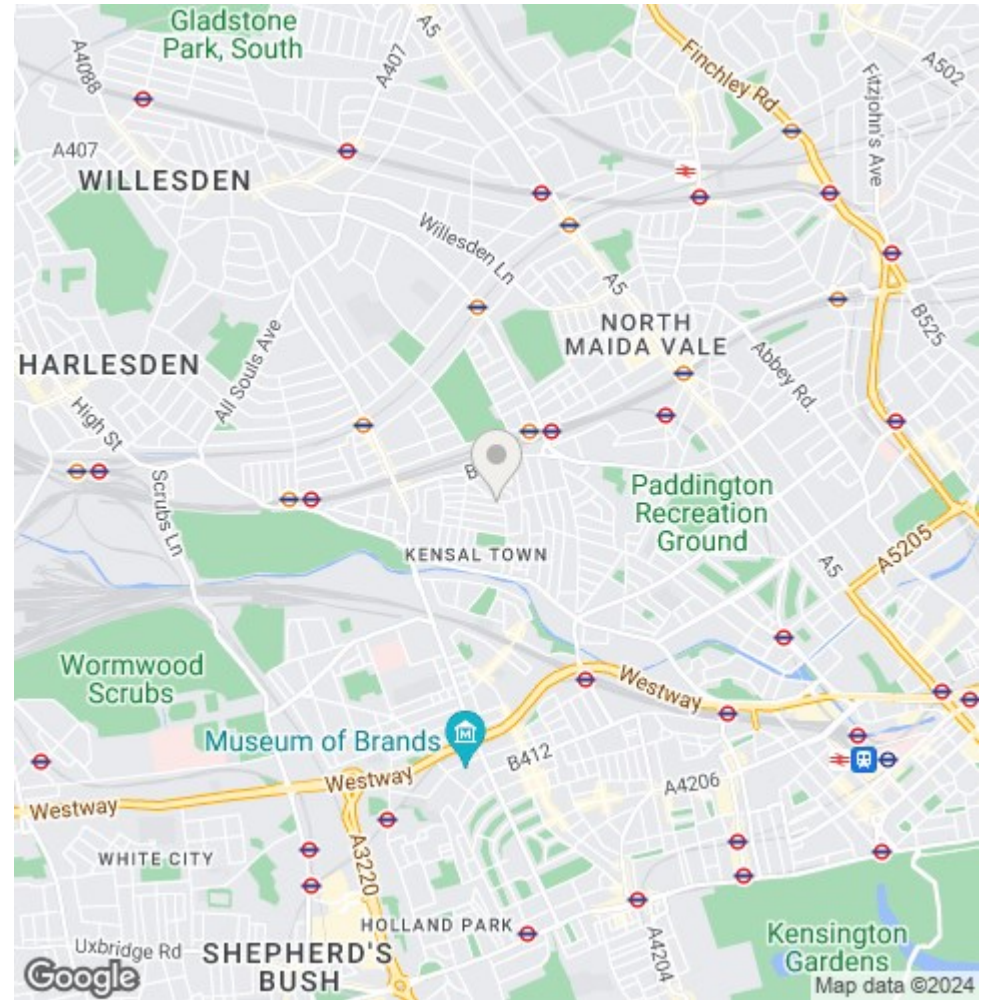 Gladstone
Park, South
A5
A407
A4088
Finchley Rd
A502
Fitzjohn's Ave
A407
WILLESDEN
Willesden Ln
A5
NORTH
MAIDA VALE
B525
Abbey Rd.
HARLESDEN
All Souls Ave
High St
B
Scrubs Ln
Paddington
Recreation
Ground
KENSAL TOWN
A5
A5205
Wormwood
Scrubs
Westway
Museum of Brands
M
B412
Westway
A4206
Westway
WHITE CITY
A3220
HOLLAND PARK
A4204
Uxbridge Rd
SHEPHERD'S
BUSH
Kensington
Gardens
Google
Map data ©2024